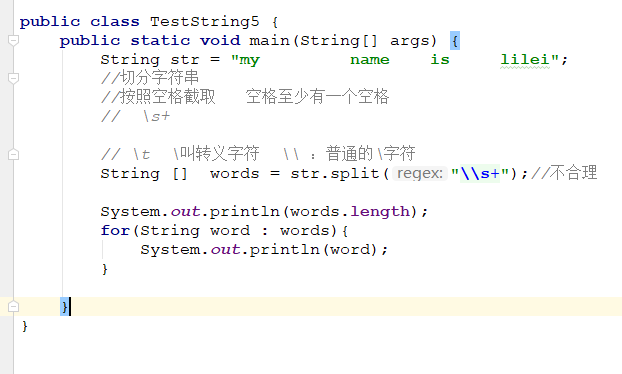 public class TestString5 {
    public static void main(String[] args) {
        String str = "my         name    is     lilei";
        //切分字符串
        //按照空格截取   空格至少有一个空格
        //  \s+
        // \t  \叫转义字符  \\ ：普通的\字符
        String []  words = str.split( regex: "\\s+");//不合理
        System.out.println(words.length);
        for(String word : words){
            System.out.println(word);
        }
    }
}